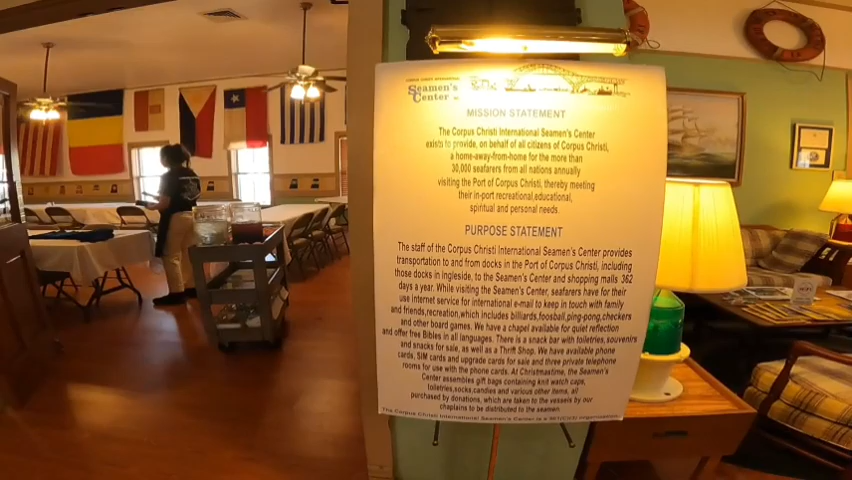 Seamen's
Center
MISSION STATEMENT
The Corpus Christi International Seamen's Center
exists to provide, on behalf of all citizens of Corpus Christi,
a home-away-from-home for the more than
30,000 seafarers from all nations annually
visiting the Port of Corpus Christi, thereby meeting
their in-port recreational,educational,
spiritual and personal needs.
PURPOSE STATEMENT
The staff of the Corpus Christi International Seamen's Center provides
transportation to and from docks in the Port of Corpus Christi, including
those docks in ingleside, to the Seamen's Center and shopping malls 362
days a year. While visiting the Seamen's Center, seafarers have for their
use internet service for international e-mail to keep in touch with family
and friends,recreation,which includes billiards,foosball,ping-pong,checkers
and other board games. We have a chapel available for quiet reflection
and offer free Bibles in all languages. There is a snack bar with toiletries, souvenirs
and snacks for sale, as well as a Thrift Shop. We have available phone
cards, SIM cards and upgrade cards for sale and three private telephone
rooms for use with the phone cards. At Christmastime, the Seamen's
Center assembles gift bags containing knit watch caps,
toiletries,socks,candies and various other items, all
purchased by donations, which are taken to the vessels by our
chaplains to be distributed to the seamen.
The Corpus Christi International Seamen's Center is a 501(C)(3) organization